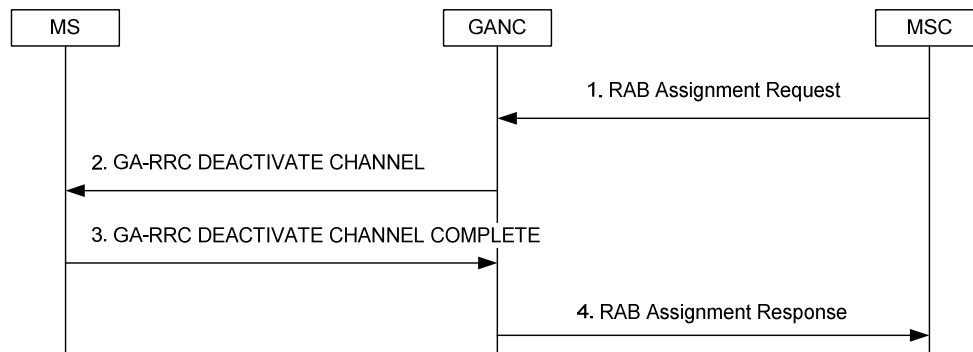 MS
GANC
MSC
1. RAB Assignment Request
2. GA-RRC DEACTIVATE CHANNEL
3. GA-RRC DEACTIVATE CHANNEL COMPLETE
4. RAB Assignment Response